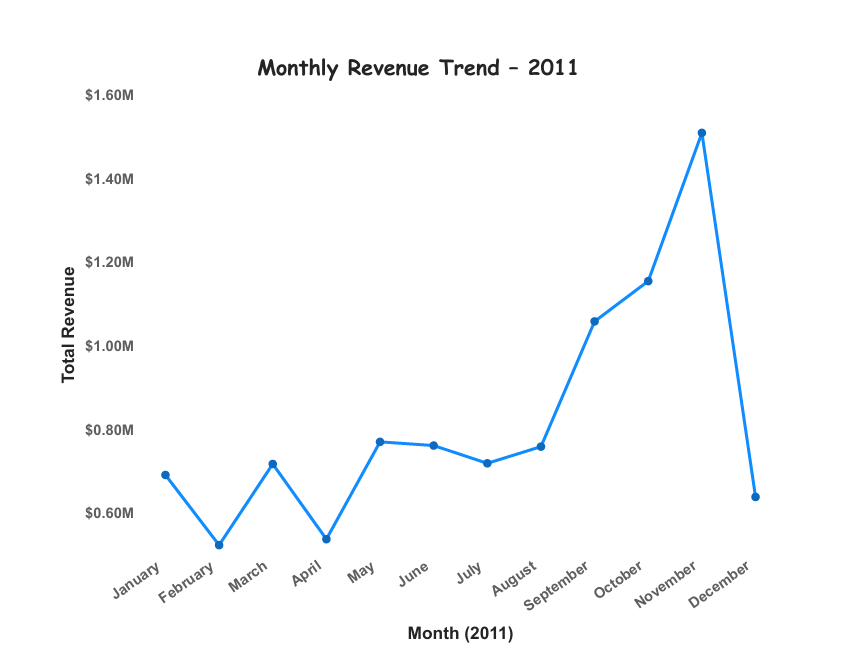 Monthly Revenue Trend – 2011
$1.60M
$1.40M
$1.20M
$1.00M
$0.80M
$0.60M
Total Revenue
January
February
March
April
May
June
July
August
September
October
November
December
Month (2011)